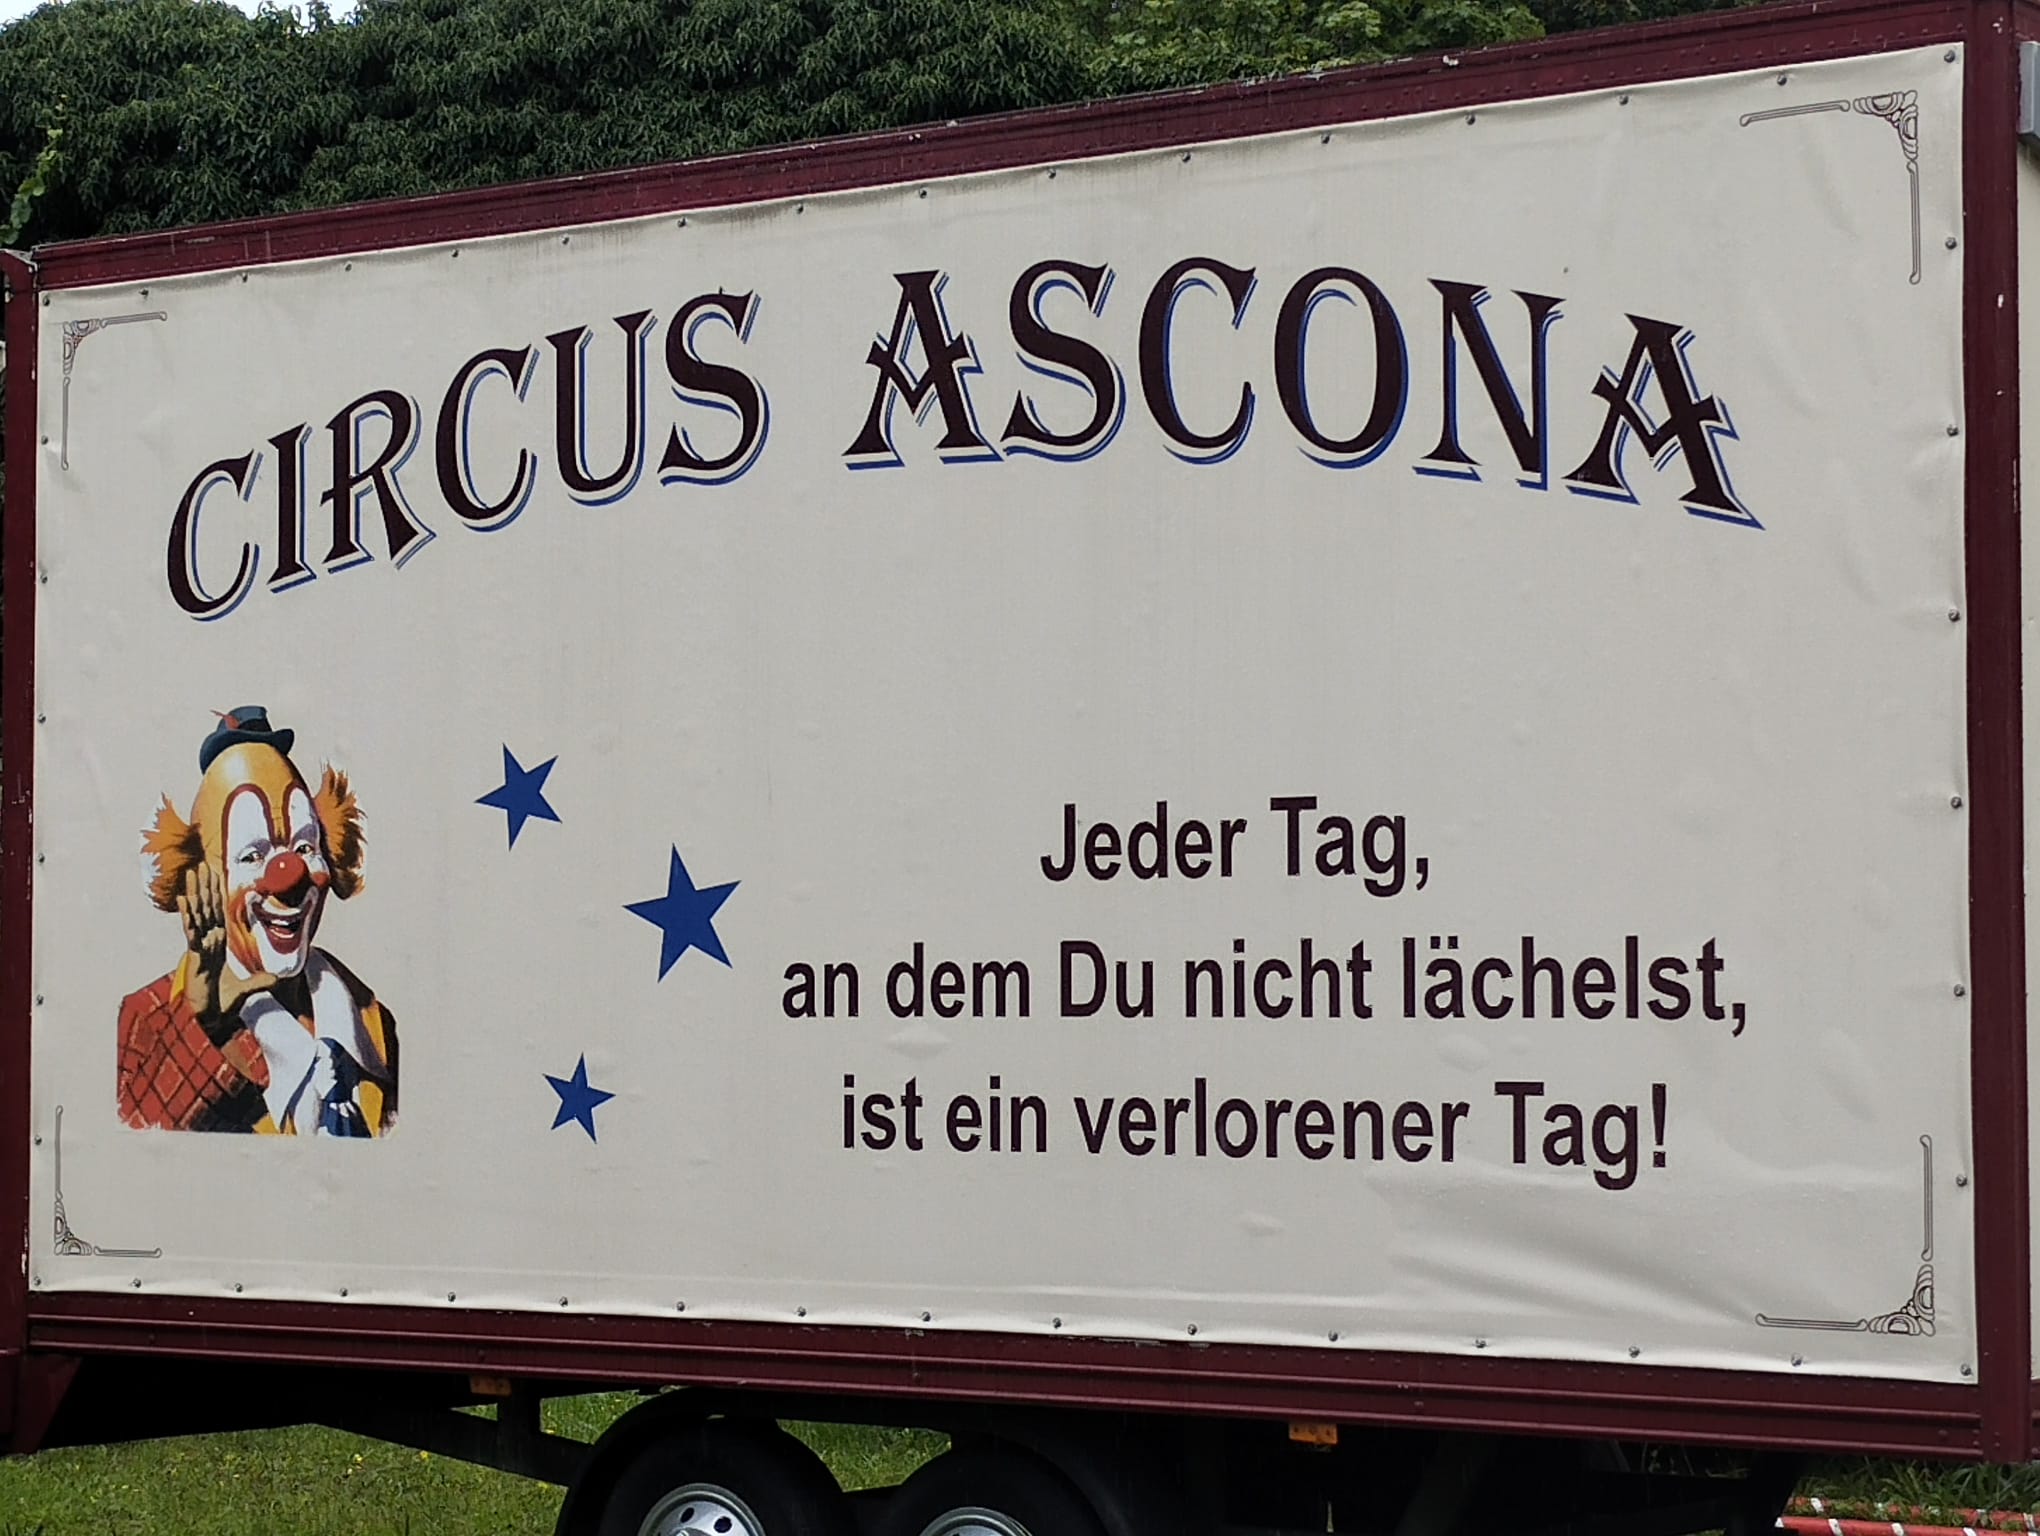 CIRCUS ASCONA
Jeder Tag,
an dem Du nicht lächelst,
ist ein verlorener Tag!